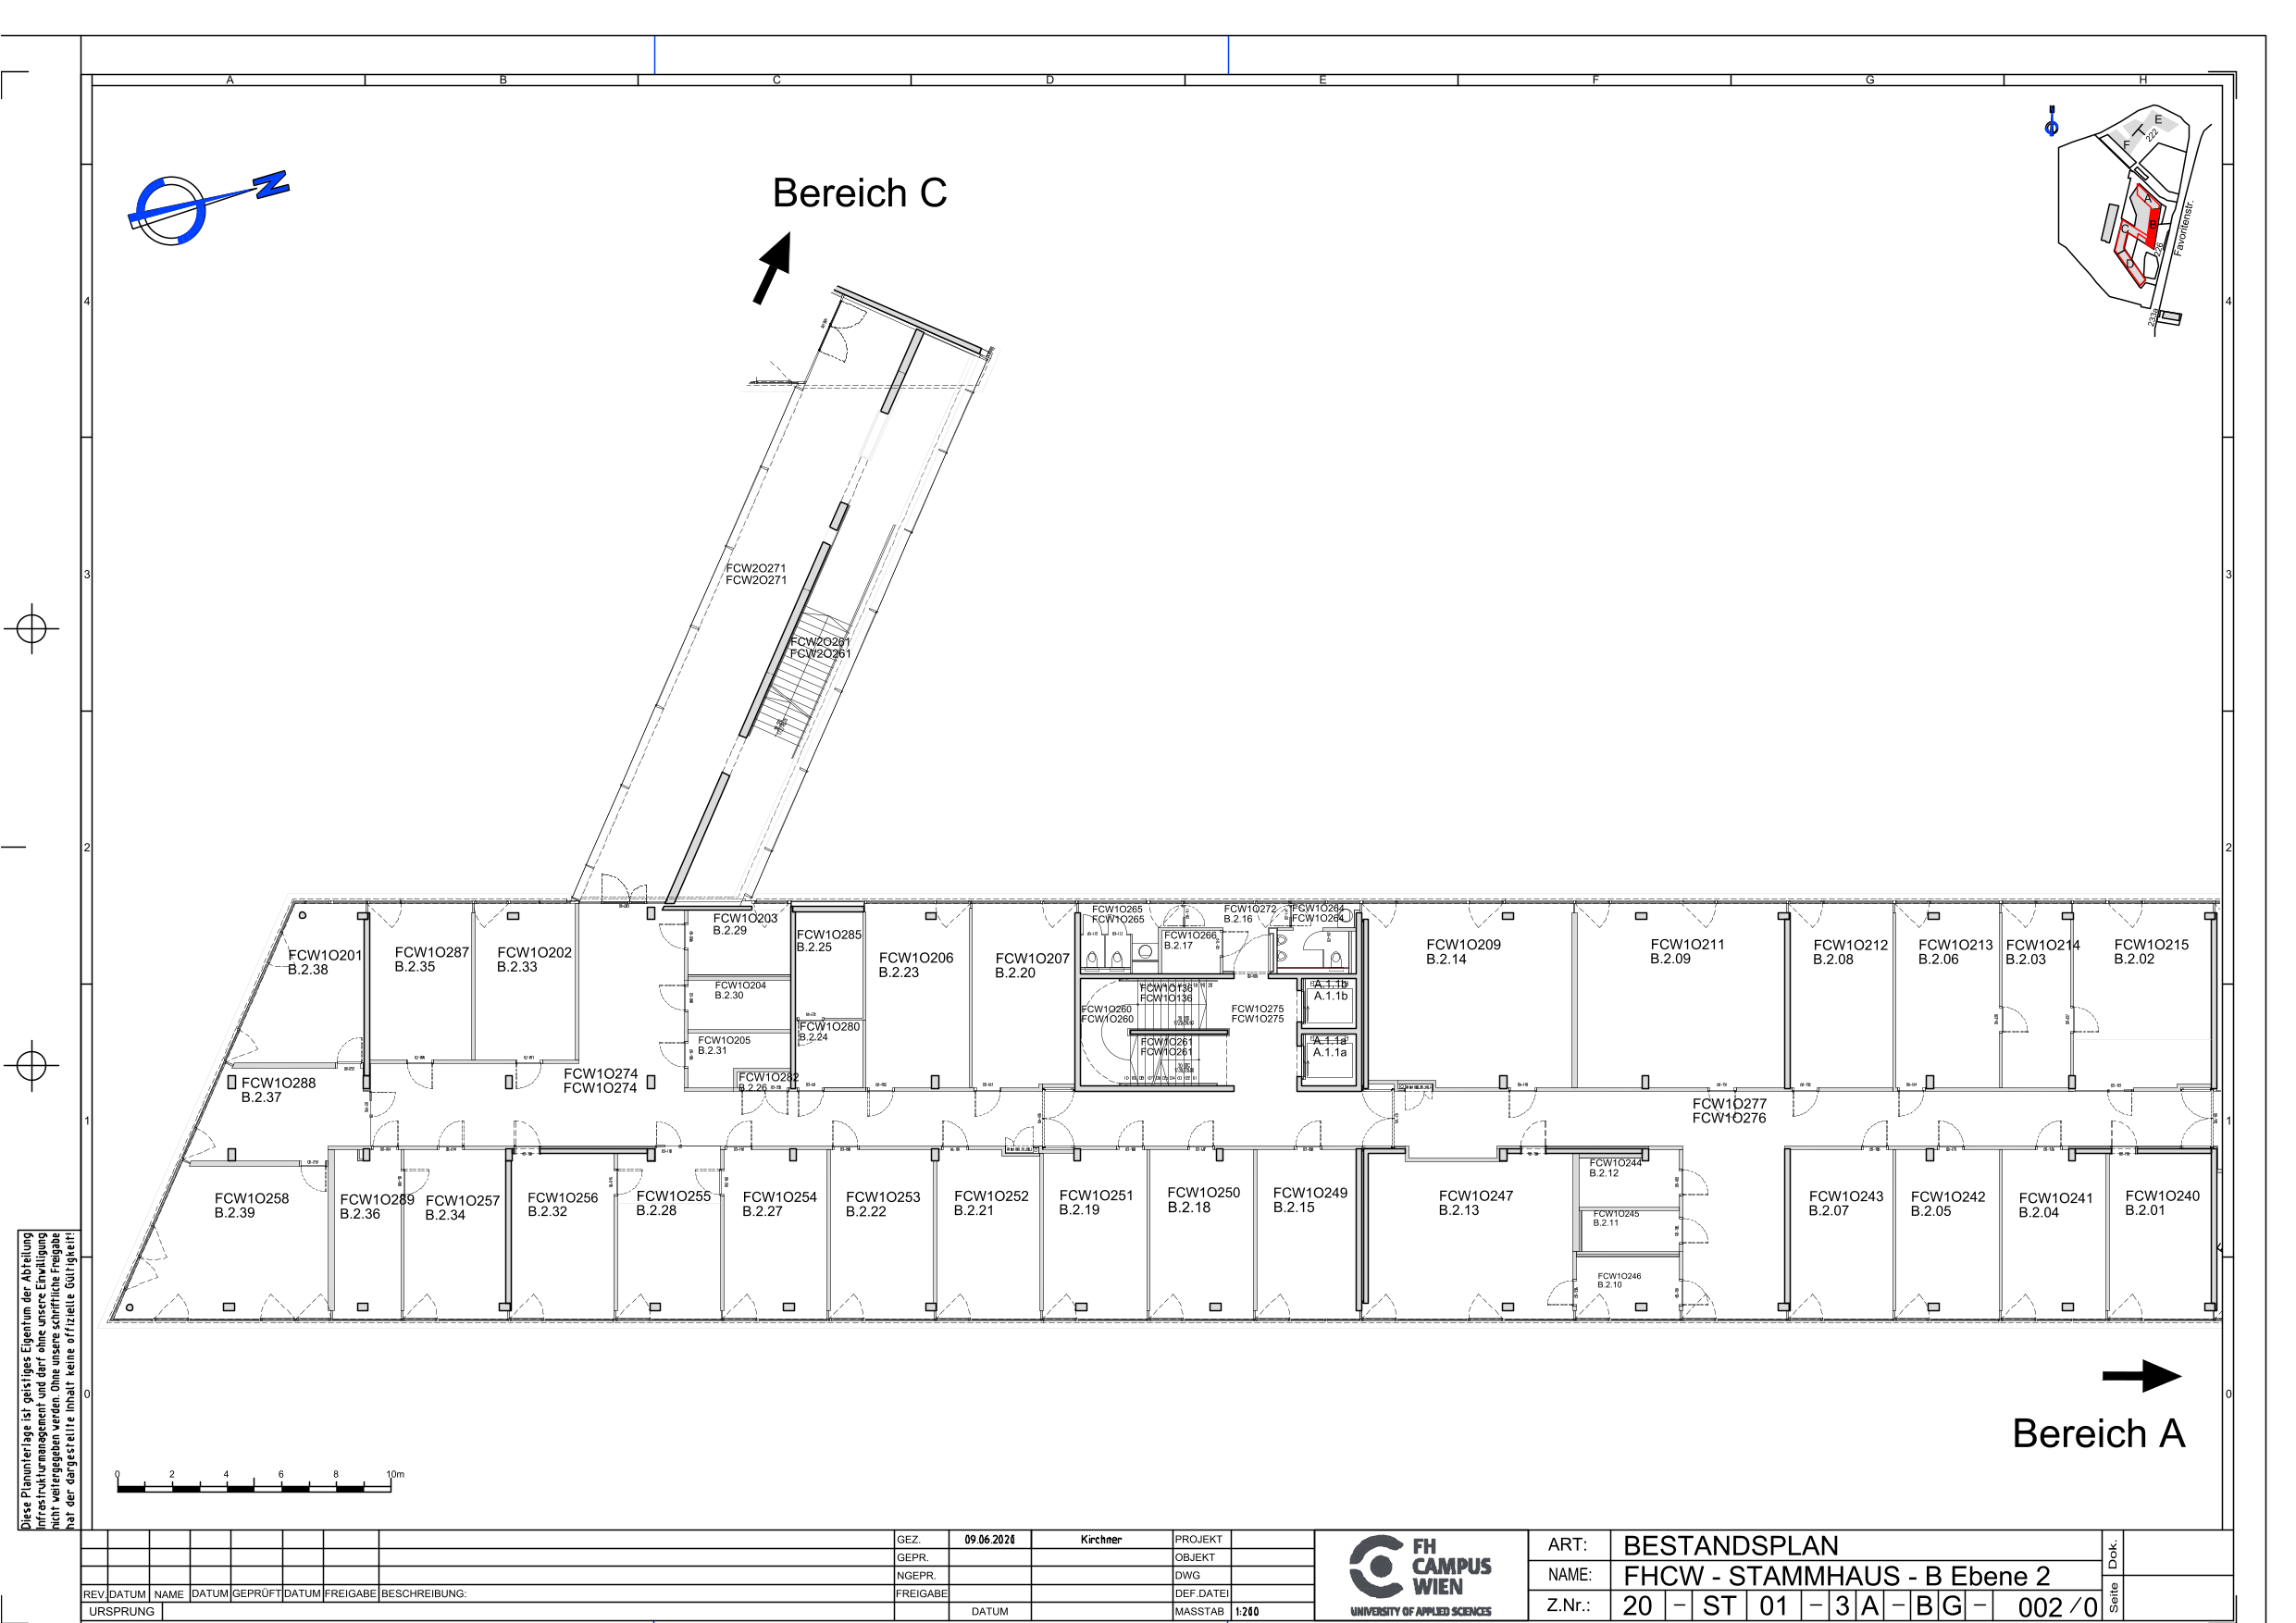 A B C D E F G H
Bereich C
N
E
222
F
A
B
C
226
D
Favoritenstr.
233a
4 4
3 3
2 2
1 1
0 0
FCW2O271
FCW2O271
FCW2O261
FCW2O261
FCW1O201
B.2.38
FCW1O287
B.2.35
FCW1O202
B.2.33
FCW1O203
B.2.29
FCW1O204
B.2.30
FCW1O205
B.2.31
FCW1O285
B.2.25
FCW1O280
B.2.24
FCW1O282
B.2.26
FCW1O206
B.2.23
FCW1O207
B.2.20
FCW1O265
FCW1O265
FCW1O266
B.2.17
FCW1O272
B.2.16
FCW1O264
FCW1O264
FCW1O136
FCW1O136
FCW1O260
FCW1O260
FCW1O261
FCW1O261
FCW1O275
FCW1O275
A.1.1b
A.1.1b
A.1.1a
A.1.1a
FCW1O209
B.2.14
FCW1O211
B.2.09
FCW1O212
B.2.08
FCW1O213
B.2.06
FCW1O214
B.2.03
FCW1O215
B.2.02
FCW1O288
B.2.37
FCW1O274
FCW1O274
FCW1O277
FCW1O276
FCW1O258
B.2.39
FCW1O289
B.2.36
FCW1O257
B.2.34
FCW1O256
B.2.32
FCW1O255
B.2.28
FCW1O254
B.2.27
FCW1O253
B.2.22
FCW1O252
B.2.21
FCW1O251
B.2.19
FCW1O250
B.2.18
FCW1O249
B.2.15
FCW1O247
B.2.13
FCW1O244
B.2.12
FCW1O245
B.2.11
FCW1O246
B.2.10
FCW1O243
B.2.07
FCW1O242
B.2.05
FCW1O241
B.2.04
FCW1O240
B.2.01
Bereich A
0 2 4 6 8 10m
Diese Planunterlage ist geistiges Eigentum der Abteilung
Infrastrukturmanagement und darf ohne unsere Einwilligung
nicht weitergegeben werden. Ohne unsere schriftliche Freigabe
hat der dargestellte Inhalt keine offizielle Gültigkeit!
REV. DATUM NAME DATUM GEPRÜFT DATUM FREIGABE BESCHREIBUNG:
URSPRUNG
GEZ. Kirchner
GEPR.
NGEPR.
FREIGABE
DATUM
PROJEKT
OBJEKT
DWG
DEF.DATEI
MASSTAB
FH
CAMPUS
WIEN
UNIVERSITY OF APPLIED SCIENCES
ART: BESTANDSPLAN
NAME: FHCW - STAMMHAUS - B Ebene 2
Z.Nr.: 20 - ST 01 - 3 A - B G - 002 / 0
Dok.
Seite